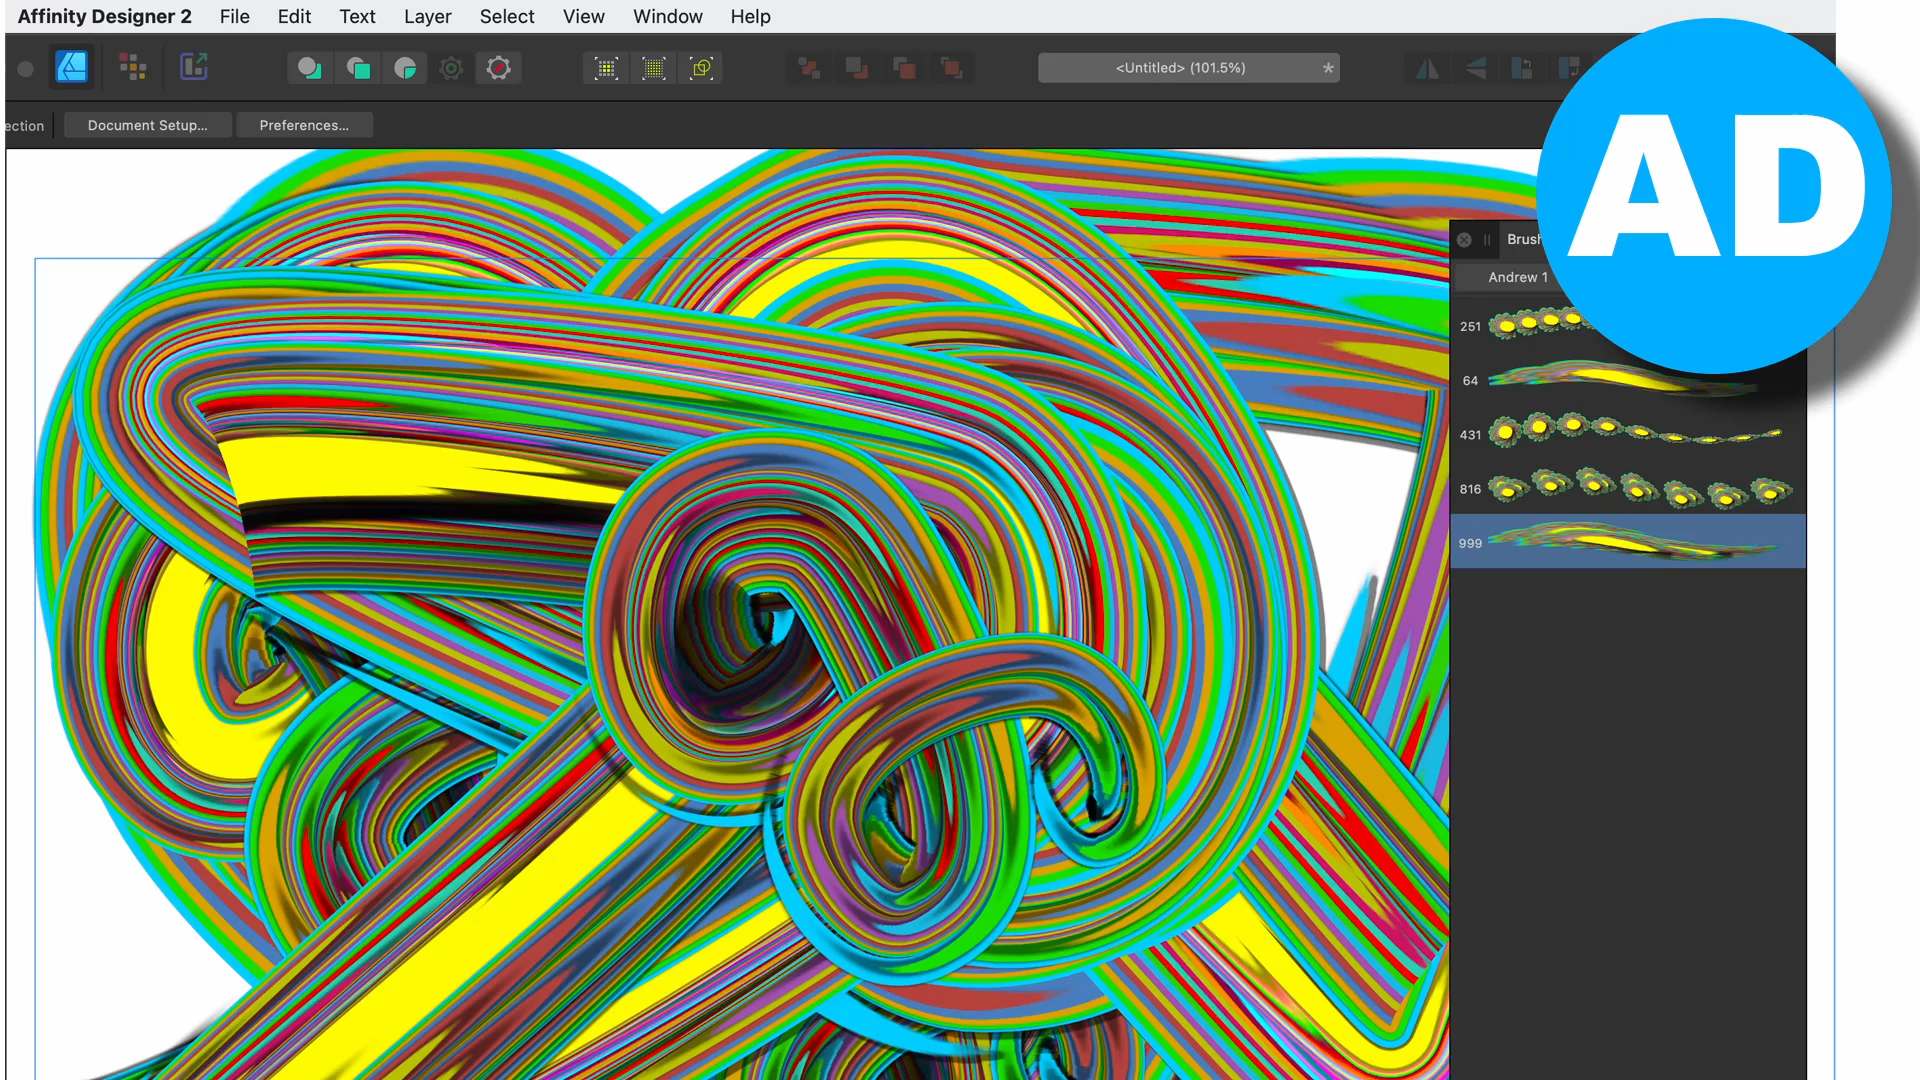 Affinity Designer 2 File Edit Text Layer Select View Window Help
<Untitled> (101.5%) *
ection Document Setup... Preferences...
AD
Brush
Andrew 1
251
64
431
816
999